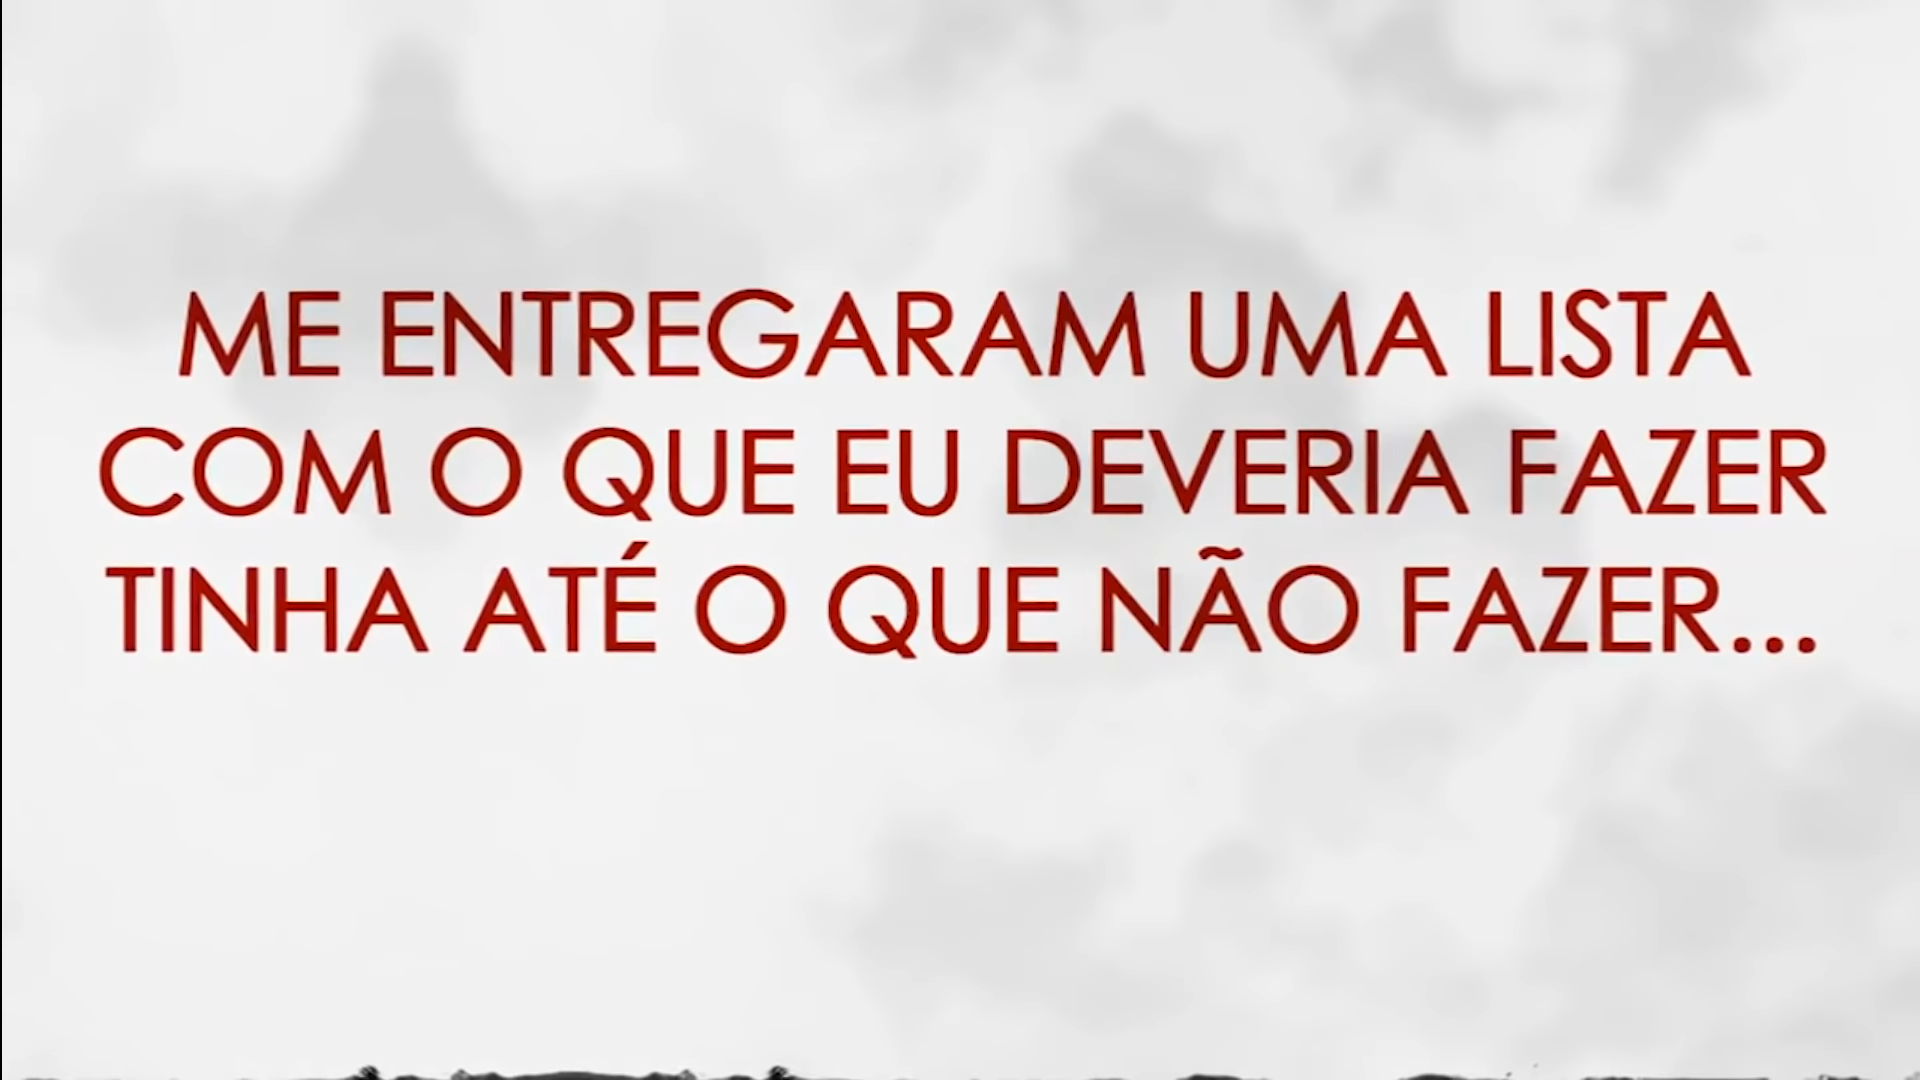 ME ENTREGARAM UMA LISTA
COM O QUE EU DEVERIA FAZER
TINHA ATÉ O QUE NÃO FAZER...